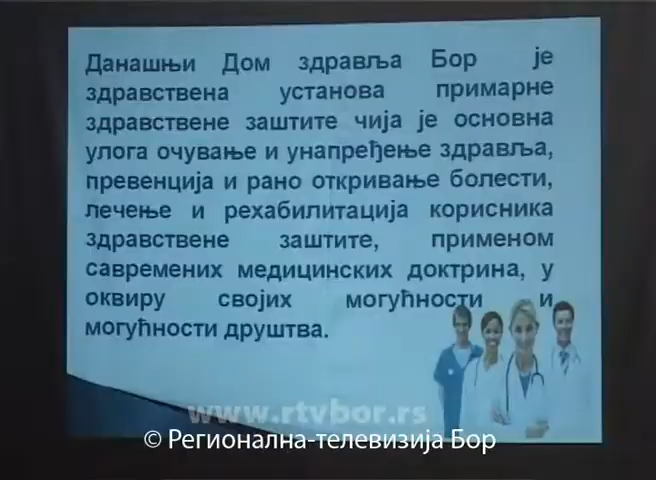 Данашњи Дом здравља Бор је
здравствена установа примарне
здравствене заштите чија је основна
улога очување и унапређење здравља,
превенција и рано откривање болести,
лечење и рехабилитација корисника
здравствене заштите, применом
савремених медицинских доктрина, у
оквиру својих могућности и
могућности друштва.
www.rtvbor.rs
© Регионална-телевизија Бор